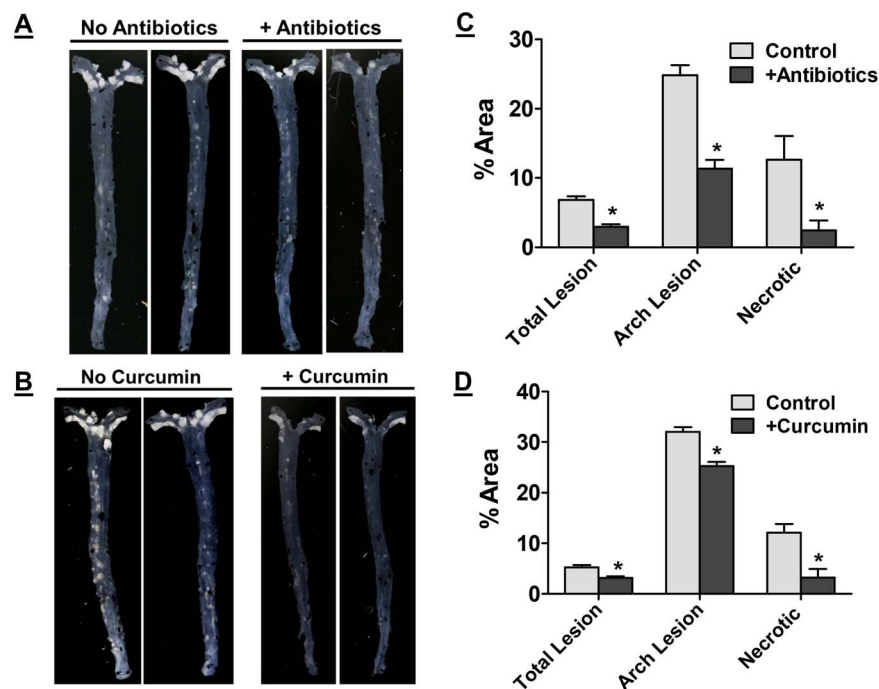 A
No Antibiotics
+ Antibiotics
B
No Curcumin
+ Curcumin
C
% Area
30
20
10
0
Control
+Antibiotics
*
*
*
Total Lesion
Arch Lesion
Necrotic
D
% Area
40
30
20
10
0
Control
+Curcumin
*
*
*
Total Lesion
Arch Lesion
Necrotic